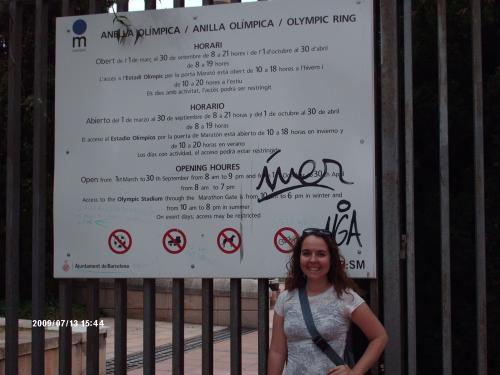 ANELLA OLÍMPICA / ANILLA OLÍMPICA / OLYMPIC RING
m
HORARI
Obert de l'1 de març al 30 de setembre de 8 a 21 hores i de l'1 d'octubre al 30 d'abril
de 8 a 19 hores
L'accés a l'Estadi Olímpic per la porta Marató està obert de 10 a 18 hores a l'hivern i
de 10 a 20 hores a l'estiu
Els dies amb activitat, l'accés podrà ser restringit
HORARIO
Abierto del 1 de marzo al 30 de septiembre de 8 a 21 horas y del 1 de octubre al 30 de abril
de 8 a 19 horas
El acceso al Estadio Olímpico por la puerta de Maratón está abierto de 10 a 18 horas en invierno y
de 10 a 20 horas en verano
Los días con actividad, el acceso podrá estar restringido
OPENING HOURES
Open from 1st March to 30 th September from 8 am to 9 pm and from 1st October to 30 th April
from 8 am to 7 pm
Access to the Olympic Stadium through the Marathon Gate is from 10 am to 6 pm in winter and
from 10 am to 8 pm in summer
On event days, access may be restricted
Ajuntament de Barcelona
B:SM
2009/07/13 15:44